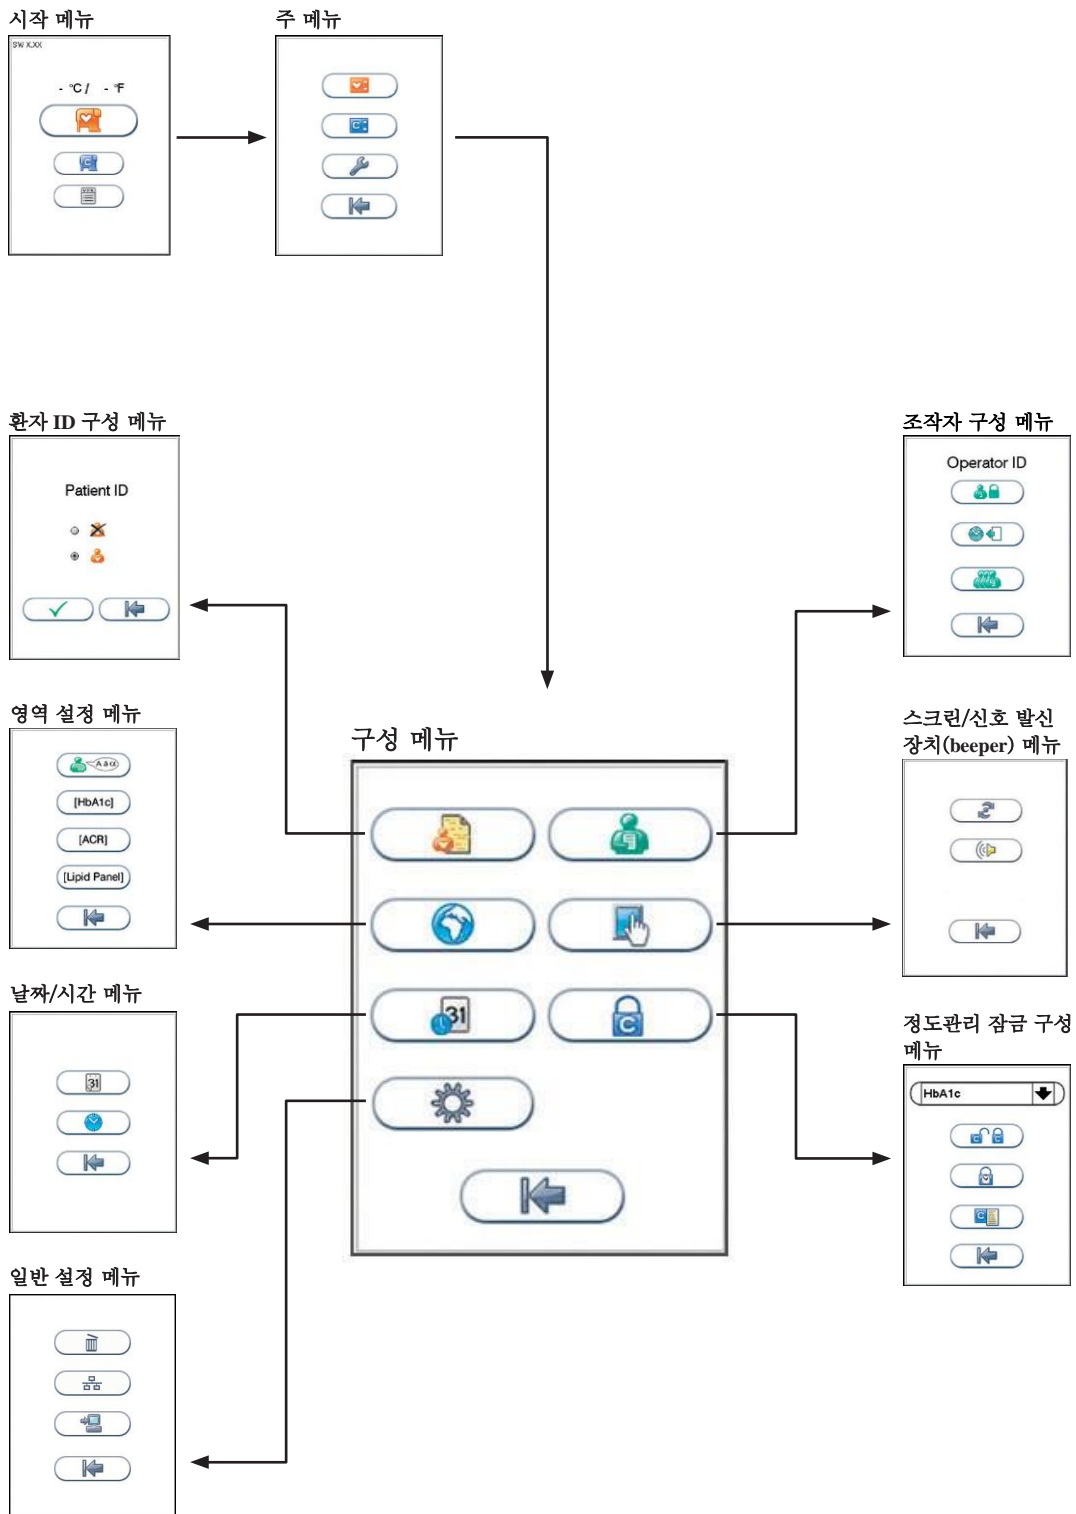 시작 메뉴
SW X.XX
- °C / - °F
주 메뉴
환자 ID 구성 메뉴
Patient ID
조작자 구성 메뉴
Operator ID
영역 설정 메뉴
[HbA1c]
[ACR]
[Lipid Panel]
구성 메뉴
31
C
스크린/신호 발신
장치(beeper) 메뉴
날짜/시간 메뉴
31
정도관리 잠금 구성
메뉴
HbA1c
일반 설정 메뉴